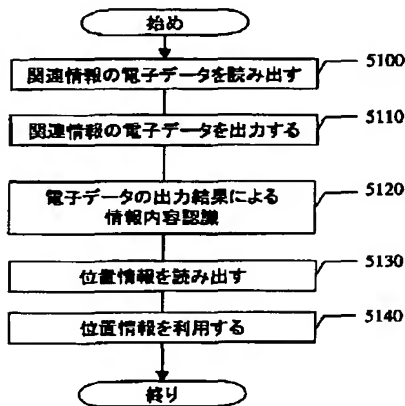 始め
関連情報の電子データを読み出す
5100
関連情報の電子データを出力する
5110
電子データの出力結果による
情報内容認識
5120
位置情報を読み出す
5130
位置情報を利用する
5140
終り